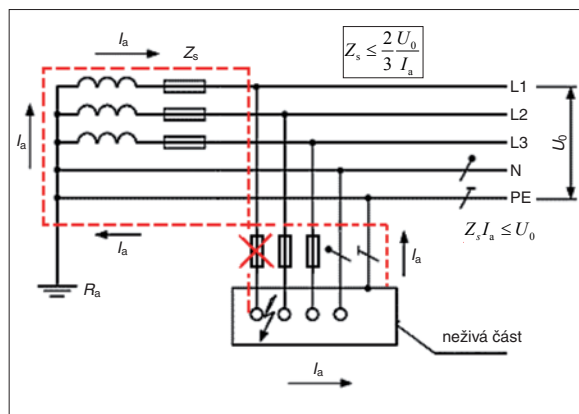 Iₐ
Zₛ
Zₛ ≤ 2/3 U₀/Iₐ
L1
L2
L3
N
PE
U₀
Iₐ
Zₛ Iₐ ≤ U₀
Iₐ
Iₐ
Rₐ
neživá část
Iₐ